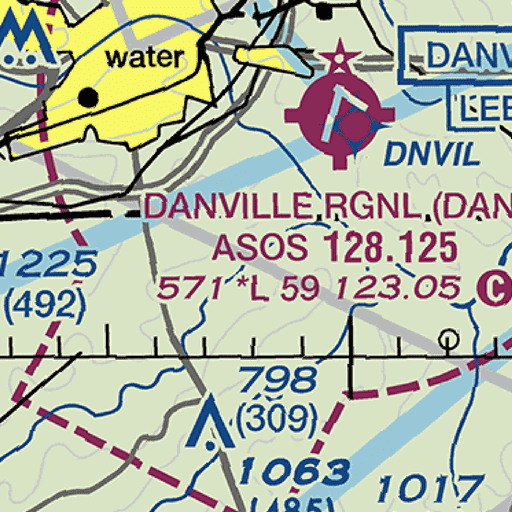 water
DANV
LEE
DNVIL
DANVILLE RGNL (DAN
ASOS 128.125
571 *L 59 123.05 C
1225
(492)
798
(309)
1063
(485)
1017